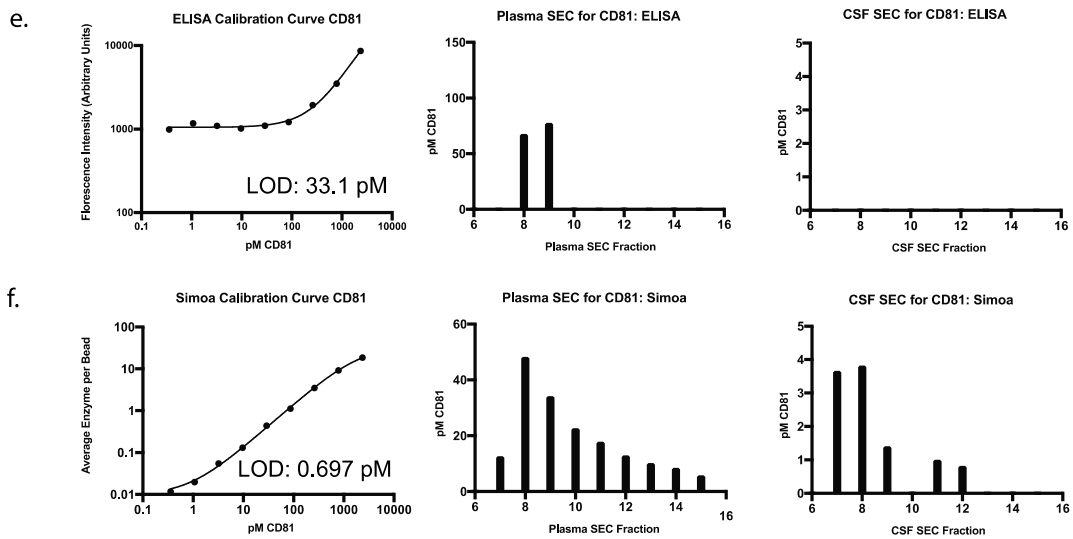 e.
ELISA Calibration Curve CD81
Florescence Intensity (Arbitrary Units)
10000
1000
100
0.1
1
10
100
1000
10000
pM CD81
LOD: 33.1 pM
Plasma SEC for CD81: ELISA
pM CD81
150
100
50
0
6
8
10
12
14
16
Plasma SEC Fraction
CSF SEC for CD81: ELISA
pM CD81
5
4
3
2
1
0
6
8
10
12
14
16
CSF SEC Fraction
f.
Simoa Calibration Curve CD81
Average Enzyme per Bead
100
10
1
0.1
0.01
0.1
1
10
100
1000
10000
pM CD81
LOD: 0.697 pM
Plasma SEC for CD81: Simoa
pM CD81
60
40
20
0
6
8
10
12
14
16
Plasma SEC Fraction
CSF SEC for CD81: Simoa
pM CD81
5
4
3
2
1
0
6
8
10
12
14
16
CSF SEC Fraction